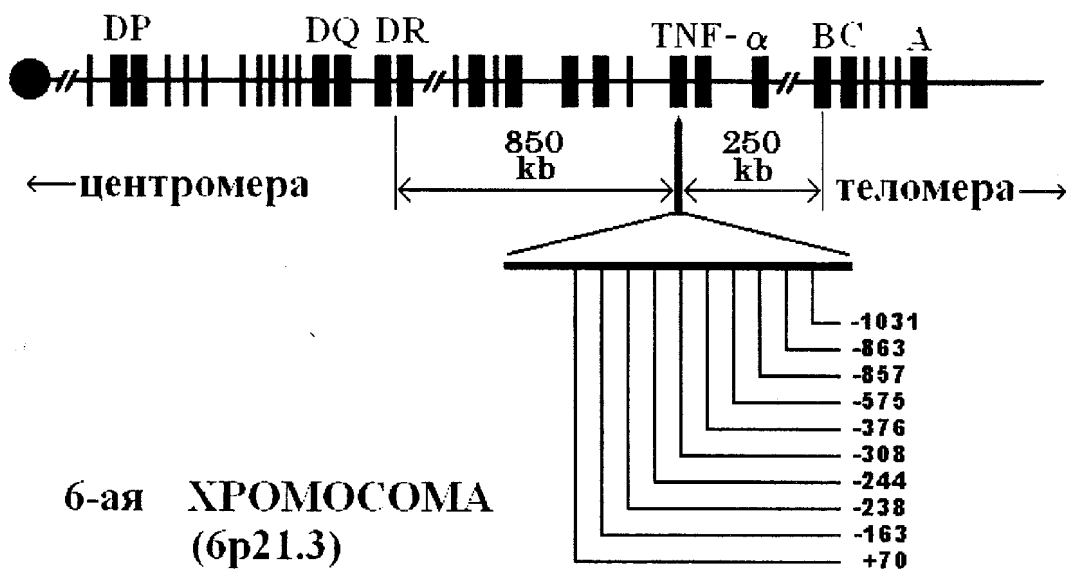 DP DQ DR TNF-α B C A
850 kb
250 kb
←центромера
теломера→
-1031
-863
-857
-575
-376
-308
-244
-238
-163
+70
6-ая ХРОМОСОМА
(6p21.3)